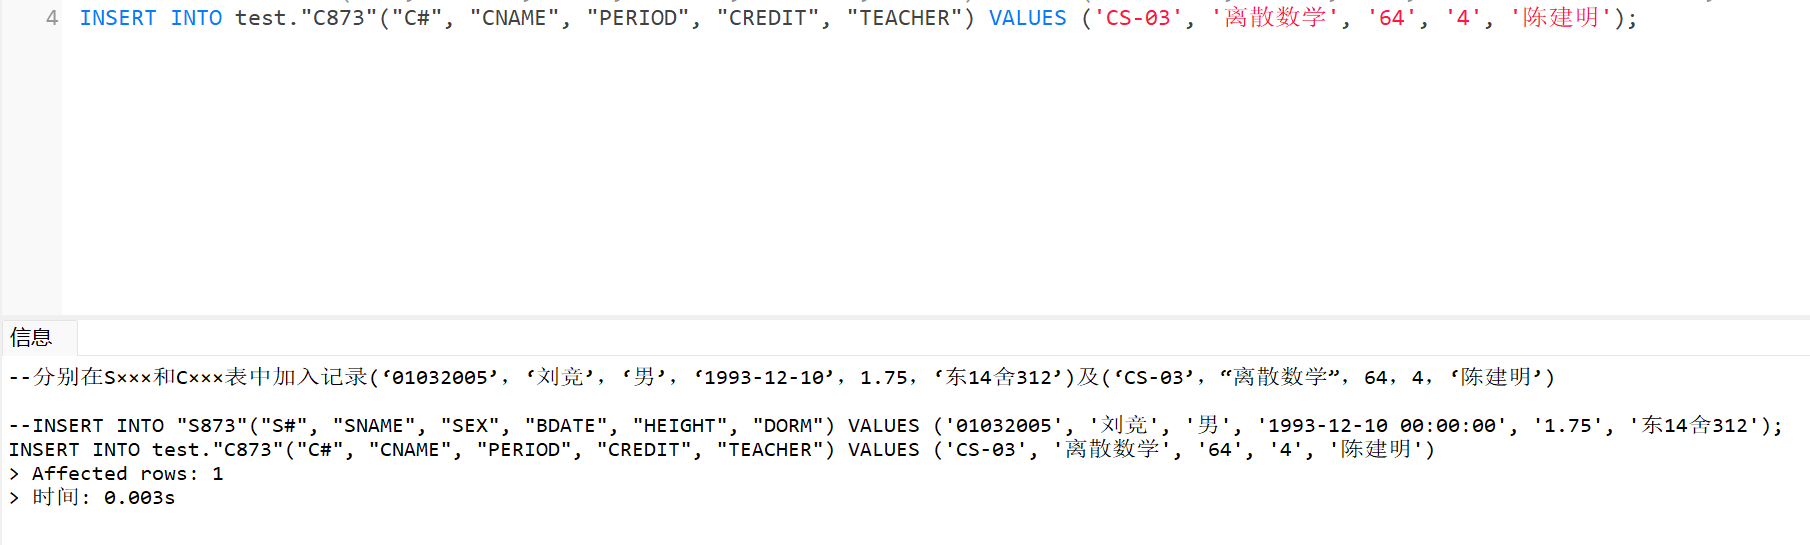 4 INSERT INTO test."C873"("C#", "CNAME", "PERIOD", "CREDIT", "TEACHER") VALUES ('CS-03', '离散数学', '64', '4', '陈建明');
信息
--分别在S×××和C×××表中加入记录(‘01032005’, ‘刘竞’, ‘男’, ‘1993-12-10’, 1.75, ‘东14舍312’)及(‘CS-03’, “离散数学”, 64, 4, ‘陈建明’)
--INSERT INTO "S873"("S#", "SNAME", "SEX", "BDATE", "HEIGHT", "DORM") VALUES ('01032005', '刘竞', '男', '1993-12-10 00:00:00', '1.75', '东14舍312');
INSERT INTO test."C873"("C#", "CNAME", "PERIOD", "CREDIT", "TEACHER") VALUES ('CS-03', '离散数学', '64', '4', '陈建明')
> Affected rows: 1
> 时间: 0.003s